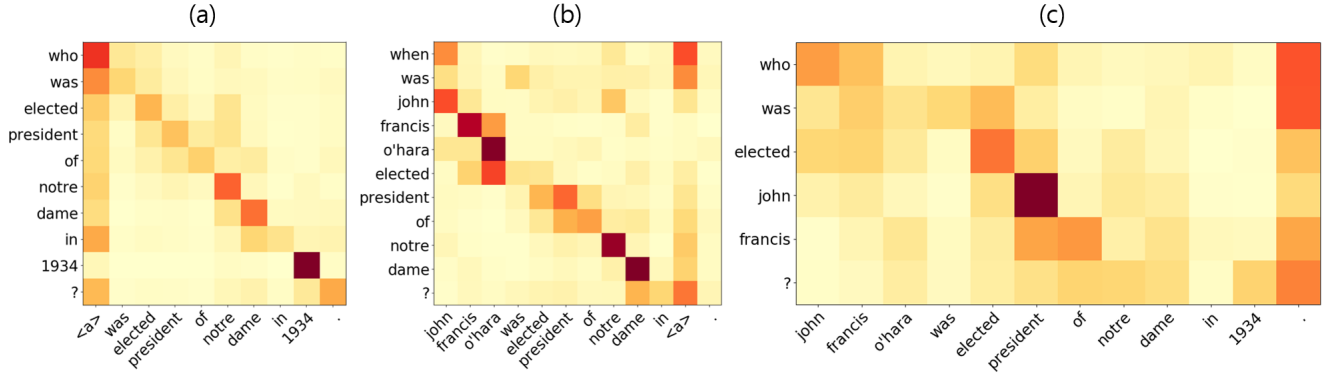 (a)
(b)
(c)
who
was
elected
president
of
notre
dame
in
1934
?
<a>
was
elected
president
of
notre
dame
in
1934
.
when
was
john
francis
o'hara
elected
president
of
notre
dame
?
john
francis
o'hara
was
elected
president
of
notre
dame
in
<a>
.
who
was
elected
john
francis
?
john
francis
o'hara
was
elected
president
of
notre
dame
in
1934
.